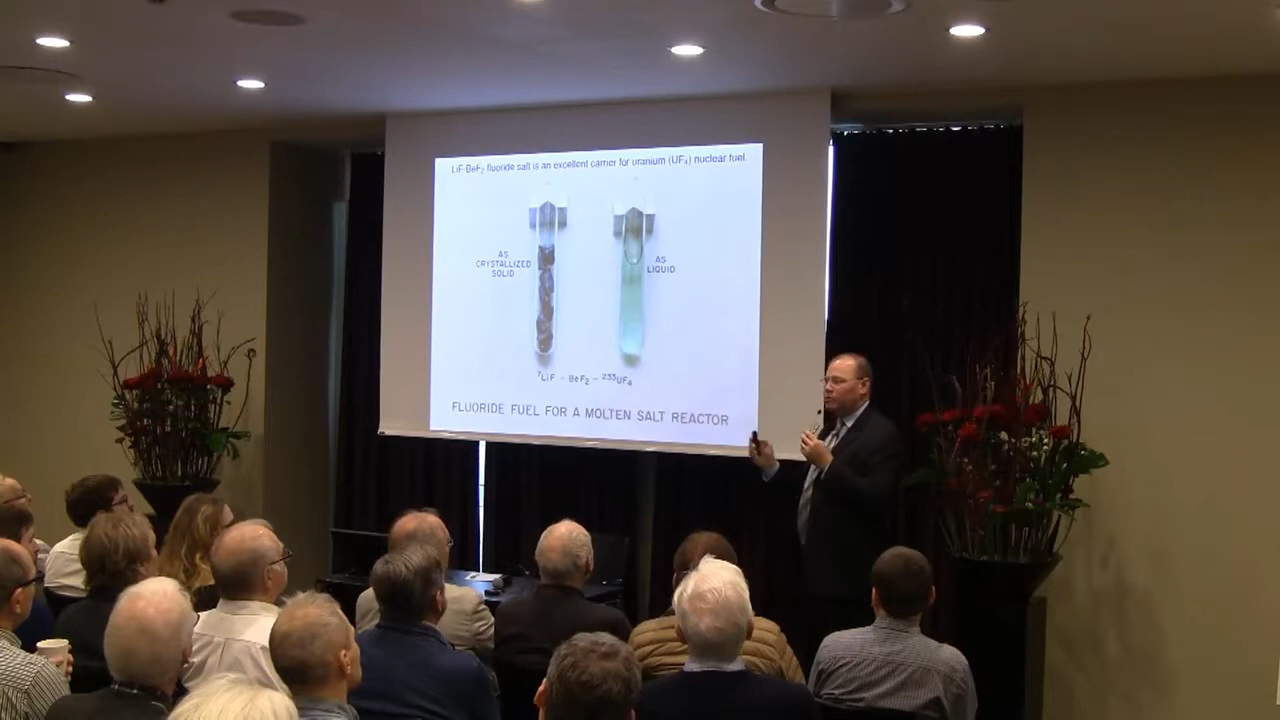 LiF-BeF₂ fluoride salt is an excellent carrier for uranium (UF₄) nuclear fuel.
AS
CRYSTALLIZED
SOLID
AS
LIQUID
⁷LiF - BeF₂ - ²³³UF₄
FLUORIDE FUEL FOR A MOLTEN SALT REACTOR